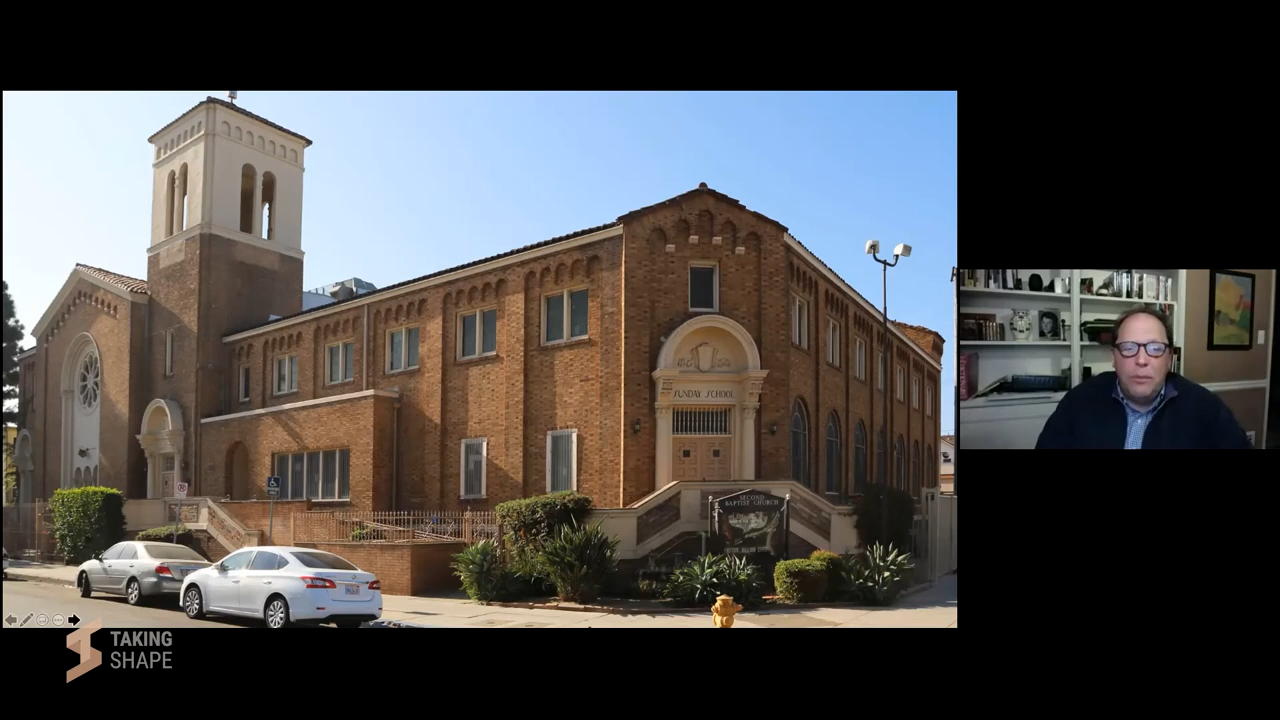 SUNDAY SCHOOL
SECOND
BAPTIST CHURCH
TAKING
SHAPE